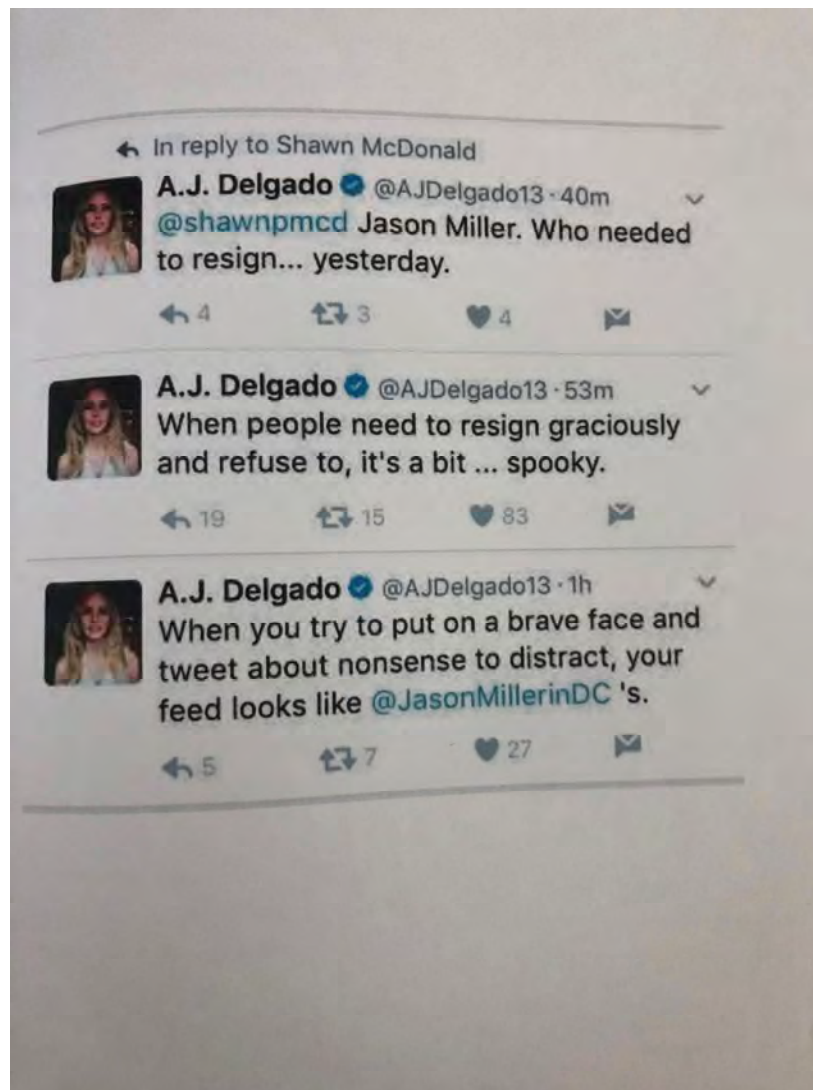 In reply to Shawn McDonald
A.J. Delgado @AJDelgado13 · 40m
@shawnpmcd Jason Miller. Who needed
to resign... yesterday.
4 3 4
A.J. Delgado @AJDelgado13 · 53m
When people need to resign graciously
and refuse to, it's a bit ... spooky.
19 15 83
A.J. Delgado @AJDelgado13 · 1h
When you try to put on a brave face and
tweet about nonsense to distract, your
feed looks like @JasonMillerinDC 's.
5 7 27